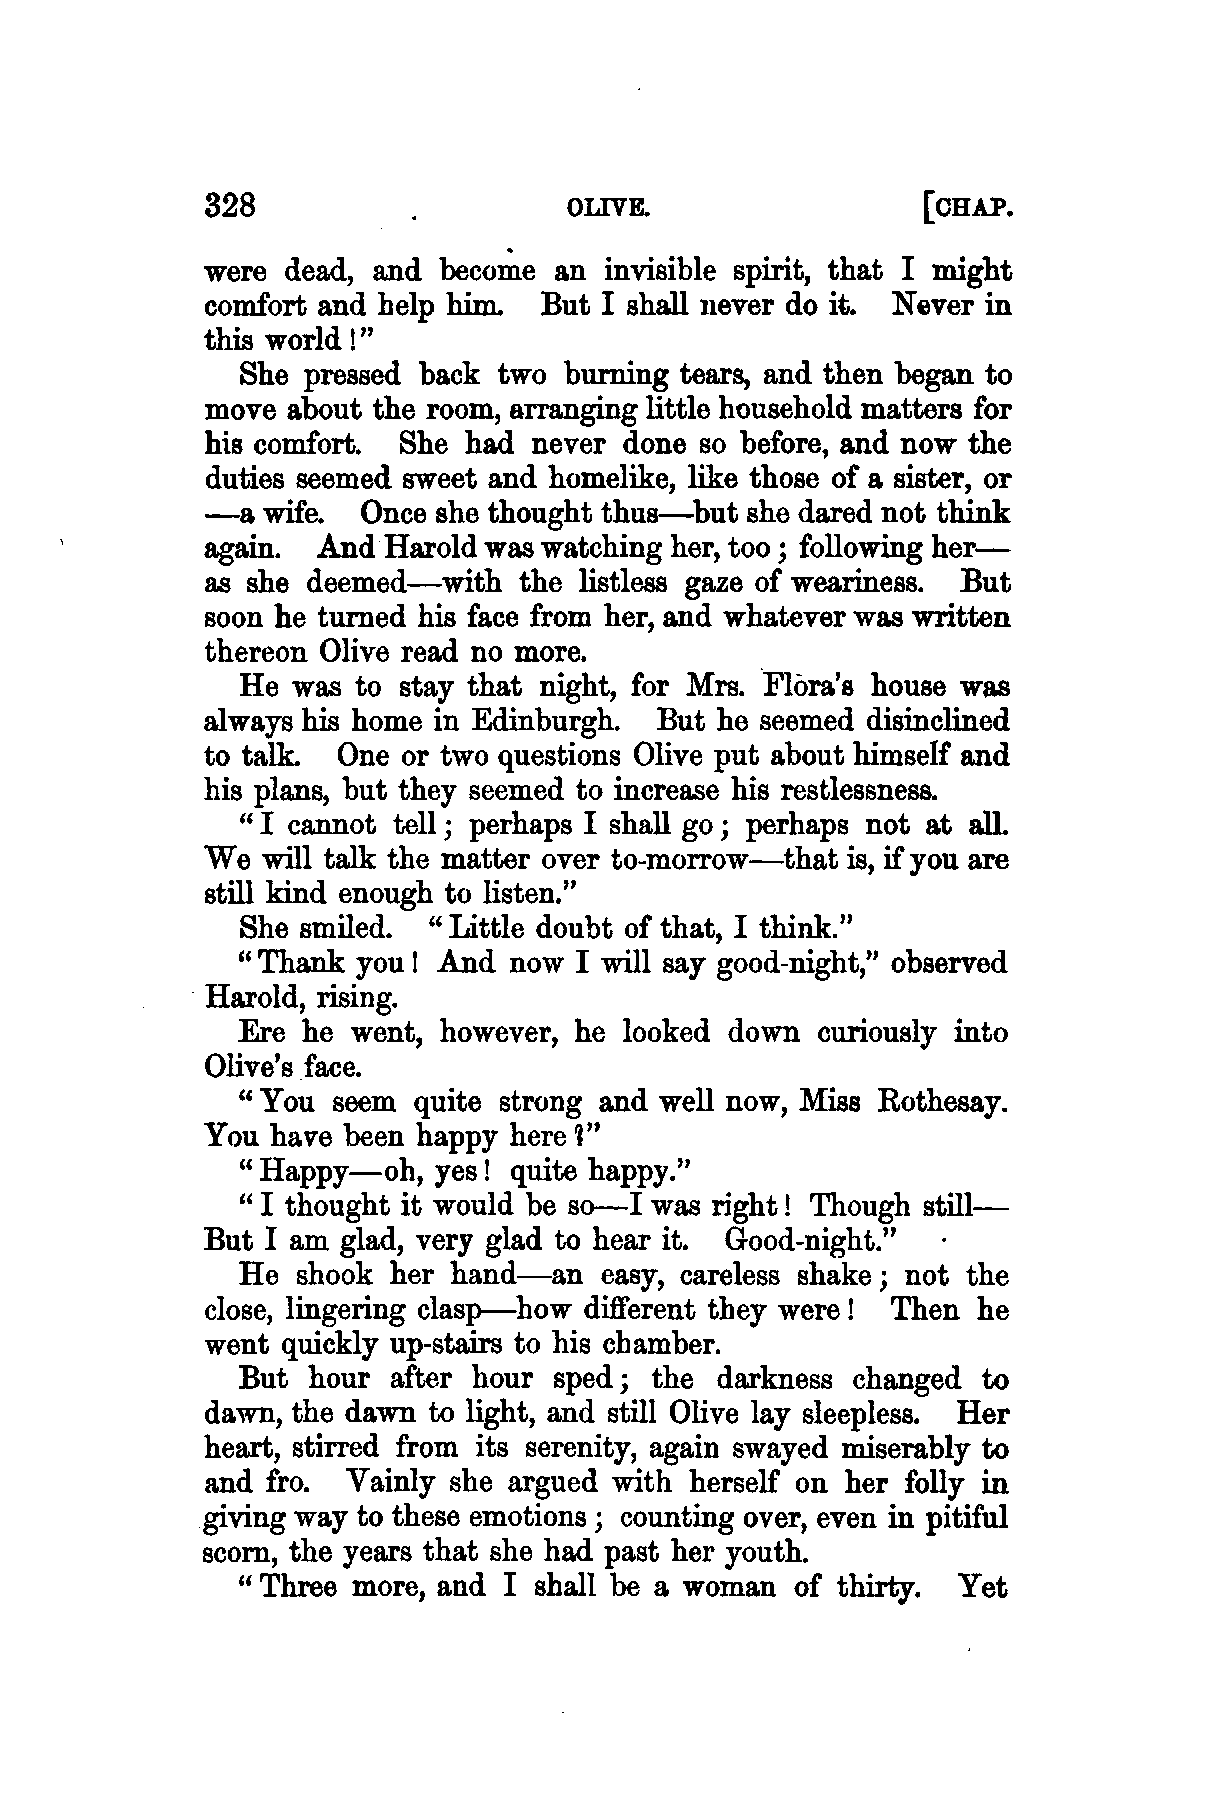 328 OLIVE. [CHAP.
were dead, and become an invisible spirit, that I might
comfort and help him. But I shall never do it. Never in
this world!"
She pressed back two burning tears, and then began to
move about the room, arranging little household matters for
his comfort. She had never done so before, and now the
duties seemed sweet and homelike, like those of a sister, or
—a wife. Once she thought thus—but she dared not think
again. And Harold was watching her, too; following her—
as she deemed—with the listless gaze of weariness. But
soon he turned his face from her, and whatever was written
thereon Olive read no more.
He was to stay that night, for Mrs. Flora's house was
always his home in Edinburgh. But he seemed disinclined
to talk. One or two questions Olive put about himself and
his plans, but they seemed to increase his restlessness.
"I cannot tell; perhaps I shall go; perhaps not at all.
We will talk the matter over to-morrow—that is, if you are
still kind enough to listen."
She smiled. "Little doubt of that, I think."
"Thank you! And now I will say good-night," observed
Harold, rising.
Ere he went, however, he looked down curiously into
Olive's face.
"You seem quite strong and well now, Miss Rothesay.
You have been happy here?"
"Happy—oh, yes! quite happy."
"I thought it would be so—I was right! Though still—
But I am glad, very glad to hear it. Good-night."
He shook her hand—an easy, careless shake; not the
close, lingering clasp—how different they were! Then he
went quickly up-stairs to his chamber.
But hour after hour sped; the darkness changed to
dawn, the dawn to light, and still Olive lay sleepless. Her
heart, stirred from its serenity, again swayed miserably to
and fro. Vainly she argued with herself on her folly in
giving way to these emotions; counting over, even in pitiful
scorn, the years that she had past her youth.
"Three more, and I shall be a woman of thirty. Yet